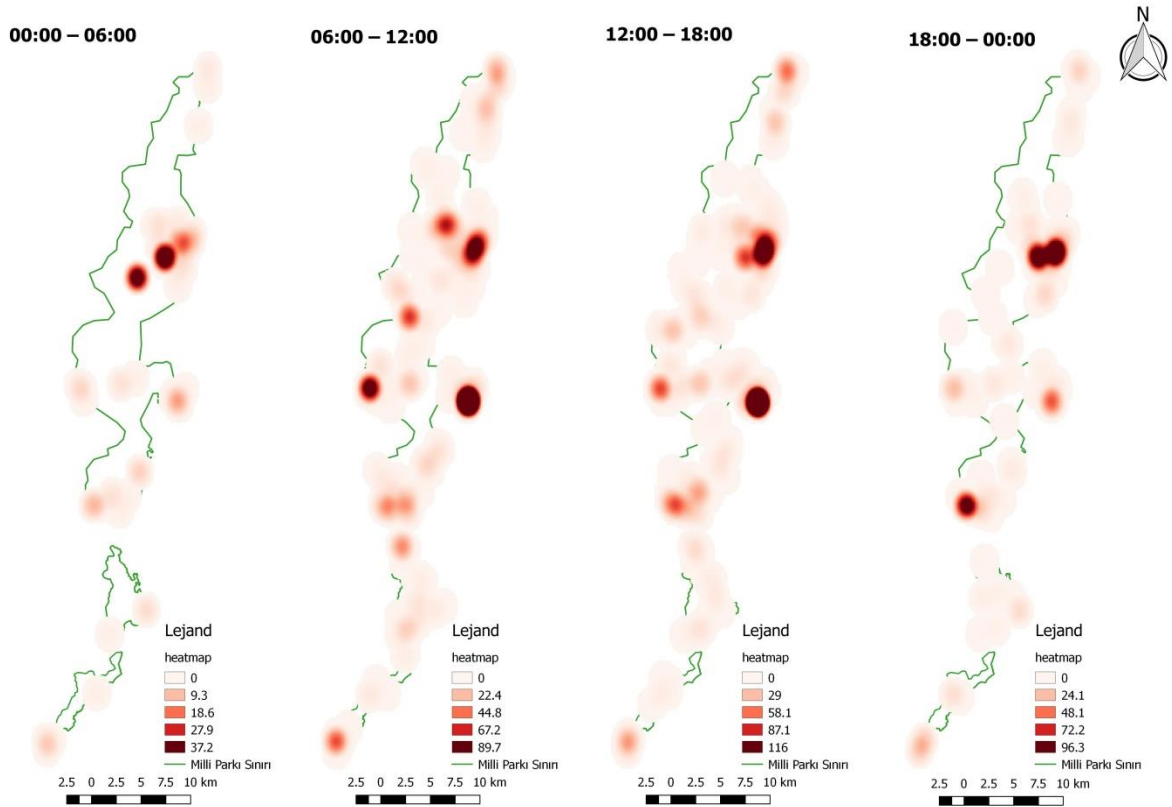 00:00 – 06:00
06:00 – 12:00
12:00 – 18:00
18:00 – 00:00
N
Lejand
heatmap
0
9.3
18.6
27.9
37.2
Milli Parkı Sınırı
2.5 0 2.5 5 7.5 10 km
Lejand
heatmap
0
22.4
44.8
67.2
89.7
Milli Parkı Sınırı
2.5 0 2.5 5 7.5 10 km
Lejand
heatmap
0
29
58.1
87.1
116
Milli Parkı Sınırı
2.5 0 2.5 5 7.5 10 km
Lejand
heatmap
0
24.1
48.1
72.2
96.3
Milli Parkı Sınırı
2.5 0 2.5 5 7.5 10 km